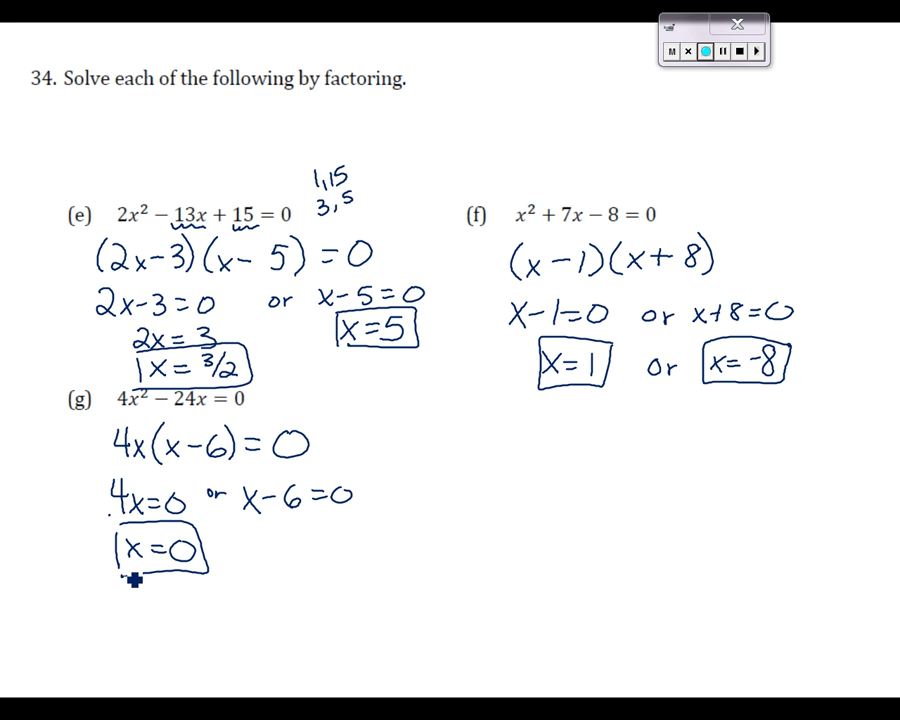 34. Solve each of the following by factoring.
1,15
3,5
(e) 2x² − 13x + 15 = 0
(2x−3)(x− 5) = 0
2x−3=0 or x−5=0
2x = 3
x=5
x = 3/2
(f) x² + 7x − 8 = 0
(x −1)(x+ 8)
x−1=0 or x+8=0
x=1 or x= -8
(g) 4x² − 24x = 0
4x(x−6)=0
4x=0 or x−6=0
x=0
M